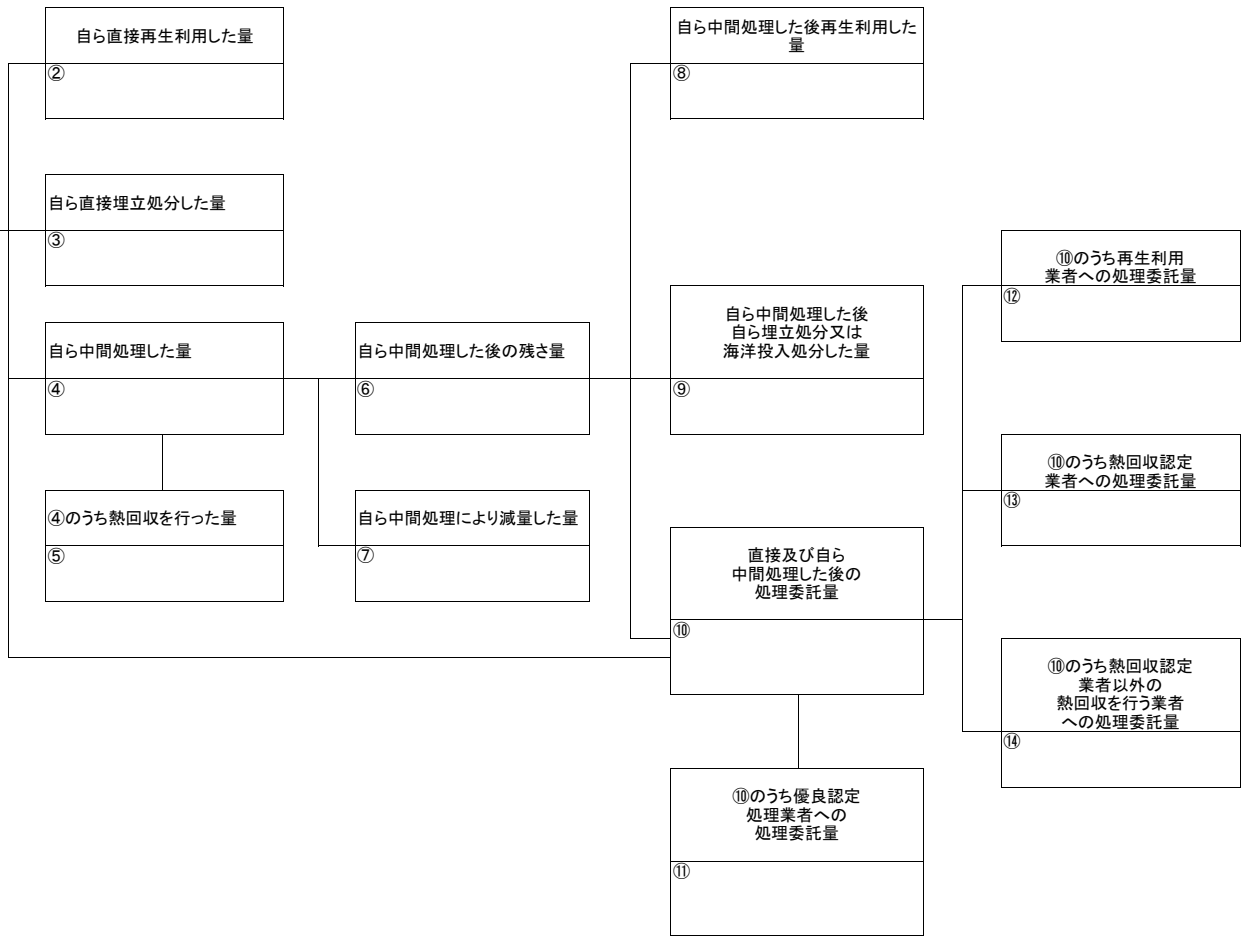 自ら直接再生利用した量
②
自ら中間処理した後再生利用した
量
⑧
自ら直接埋立処分した量
③
⑩のうち再生利用
業者への処理委託量
⑫
自ら中間処理した量
④
自ら中間処理した後の残さ量
⑥
自ら中間処理した後
自ら埋立処分又は
海洋投入処分した量
⑨
⑩のうち熱回収認定
業者への処理委託量
⑬
④のうち熱回収を行った量
⑤
自ら中間処理により減量した量
⑦
直接及び自ら
中間処理した後の
処理委託量
⑩
⑩のうち熱回収認定
業者以外の
熱回収を行う業者
への処理委託量
⑭
⑩のうち優良認定
処理業者への
処理委託量
⑪